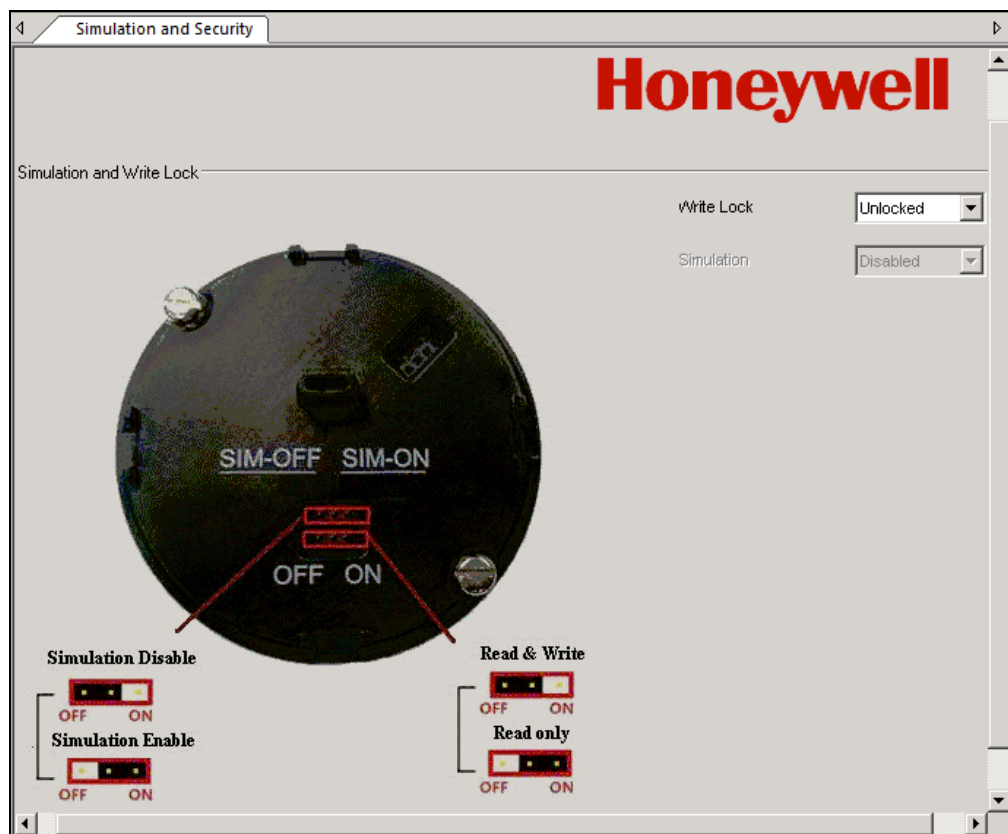 Simulation and Security
Honeywell
Simulation and Write Lock
Write Lock
Unlocked
Simulation
Disabled
SIM-OFF SIM-ON
OFF ON
Simulation Disable
OFF ON
Simulation Enable
OFF ON
Read & Write
OFF ON
Read only
OFF ON